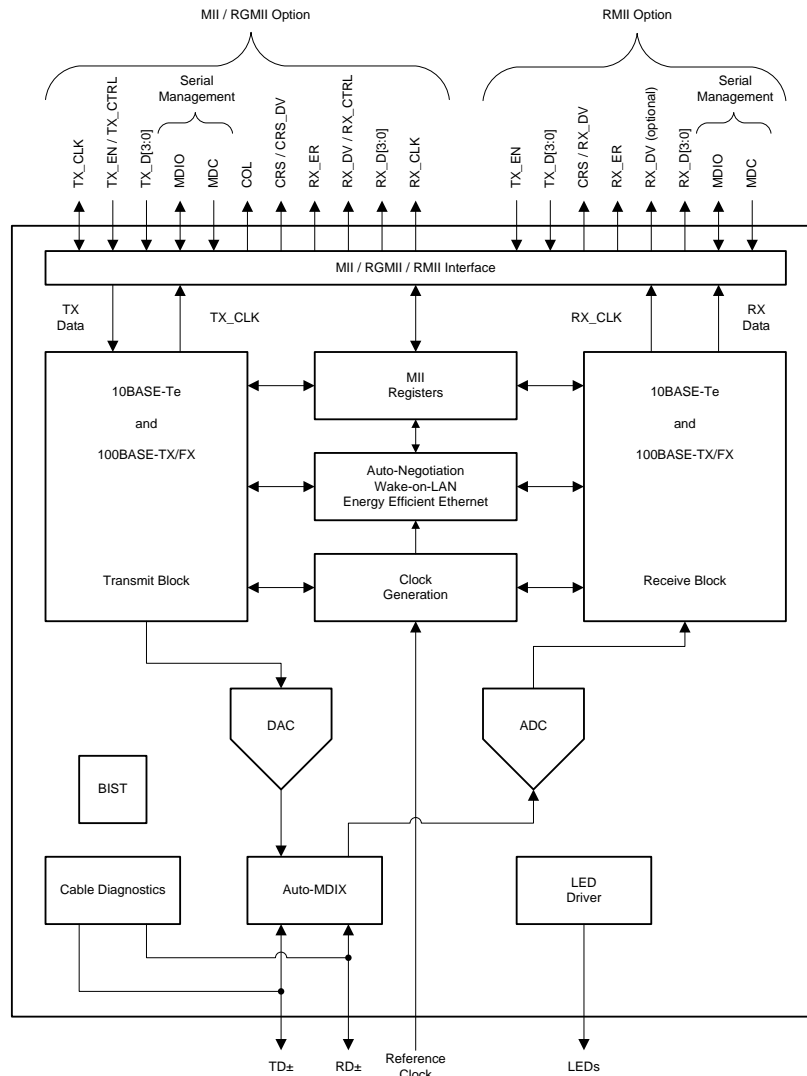 MII / RGMII Option
RMII Option
Serial
Management
Serial
Management
TX_CLK
TX_EN / TX_CTRL
TX_D[3:0]
MDIO
MDC
COL
CRS / CRS_DV
RX_ER
RX_DV / RX_CTRL
RX_D[3:0]
RX_CLK
TX_EN
TX_D[3:0]
CRS / RX_DV
RX_ER
RX_DV (optional)
RX_D[3:0]
MDIO
MDC
MII / RGMII / RMII Interface
TX
Data
TX_CLK
RX_CLK
RX
Data
10BASE-Te
and
100BASE-TX/FX
Transmit Block
MII
Registers
Auto-Negotiation
Wake-on-LAN
Energy Efficient Ethernet
Clock
Generation
10BASE-Te
and
100BASE-TX/FX
Receive Block
DAC
ADC
BIST
Cable Diagnostics
Auto-MDIX
LED
Driver
TD±
RD±
Reference
Clock
LEDs